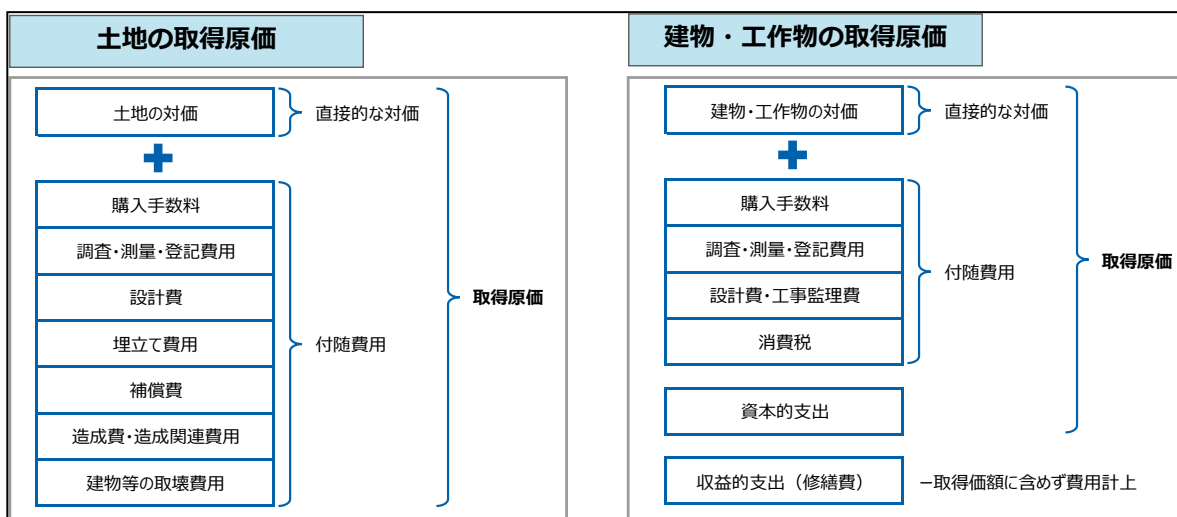 土地の取得原価
土地の対価
直接的な対価
購入手数料
調査・測量・登記費用
設計費
埋立て費用
補償費
造成費・造成関連費用
建物等の取壊費用
付随費用
取得原価
建物・工作物の取得原価
建物・工作物の対価
直接的な対価
購入手数料
調査・測量・登記費用
設計費・工事監理費
消費税
付随費用
資本的支出
取得原価
収益的支出（修繕費）
－取得価額に含めず費用計上